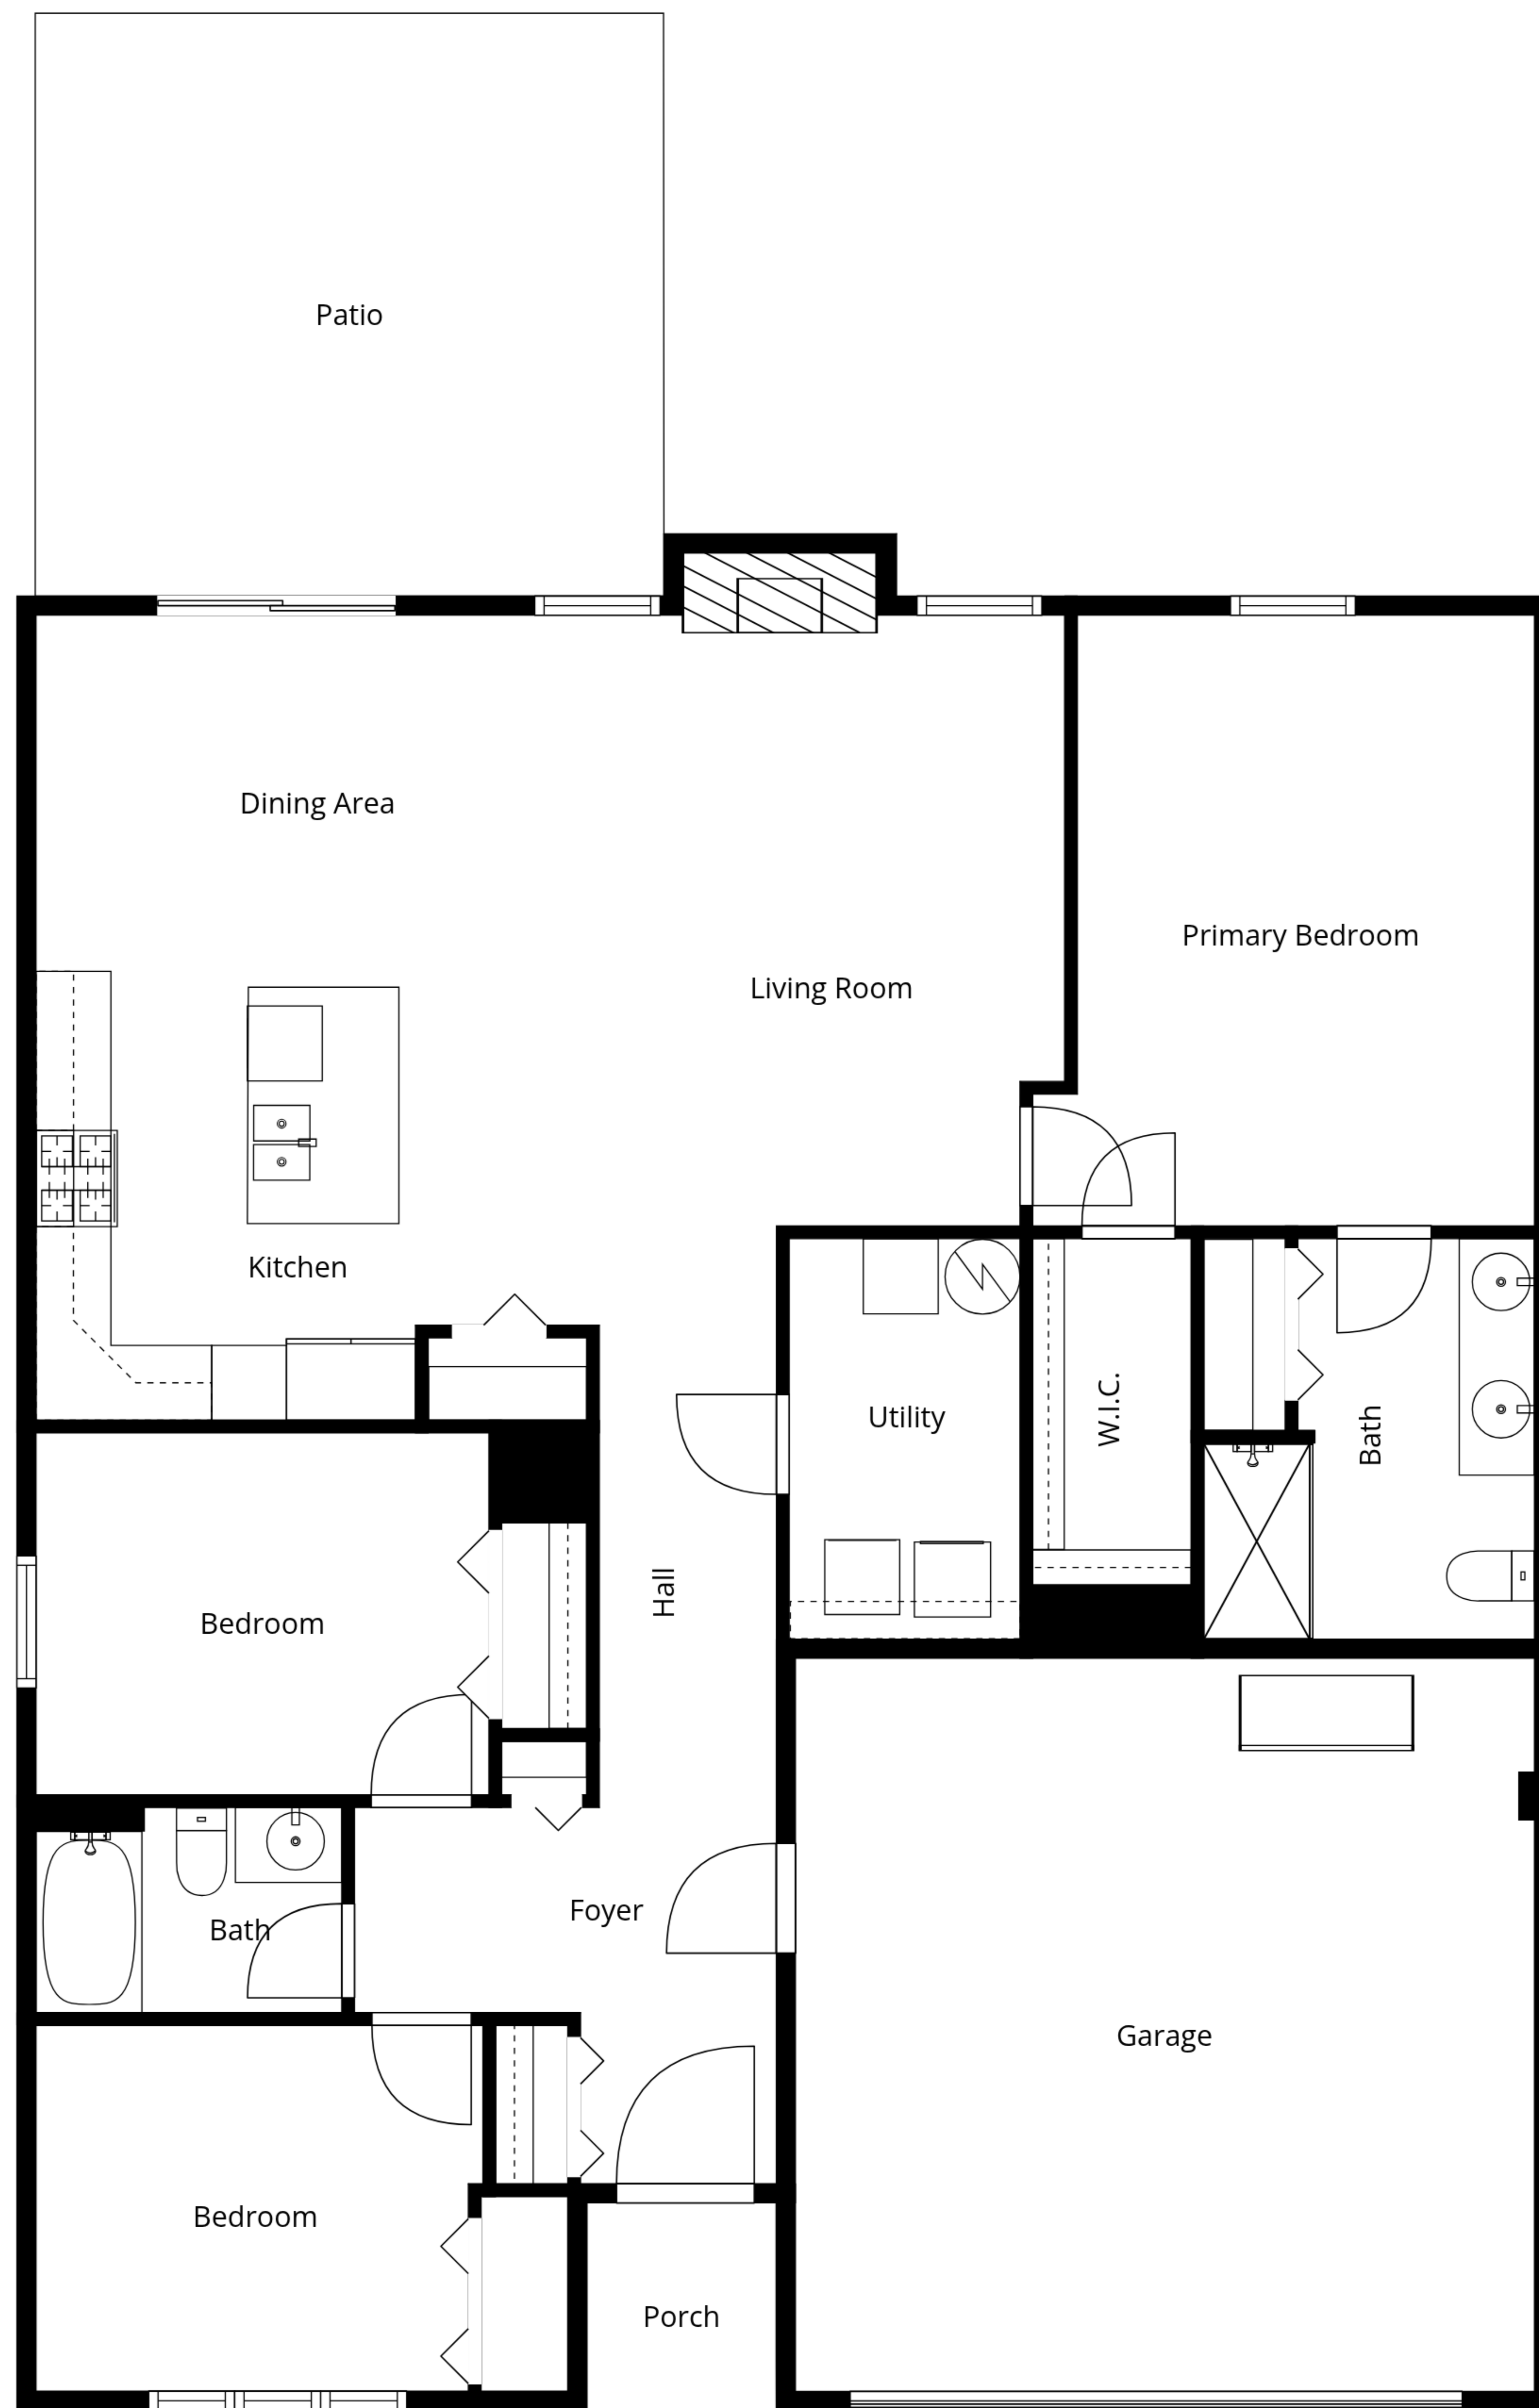 Patio
Dining Area
Primary Bedroom
Living Room
Kitchen
Utility
W.I.C.
Bath
Hall
Bedroom
Foyer
Bath
Garage
Bedroom
Porch